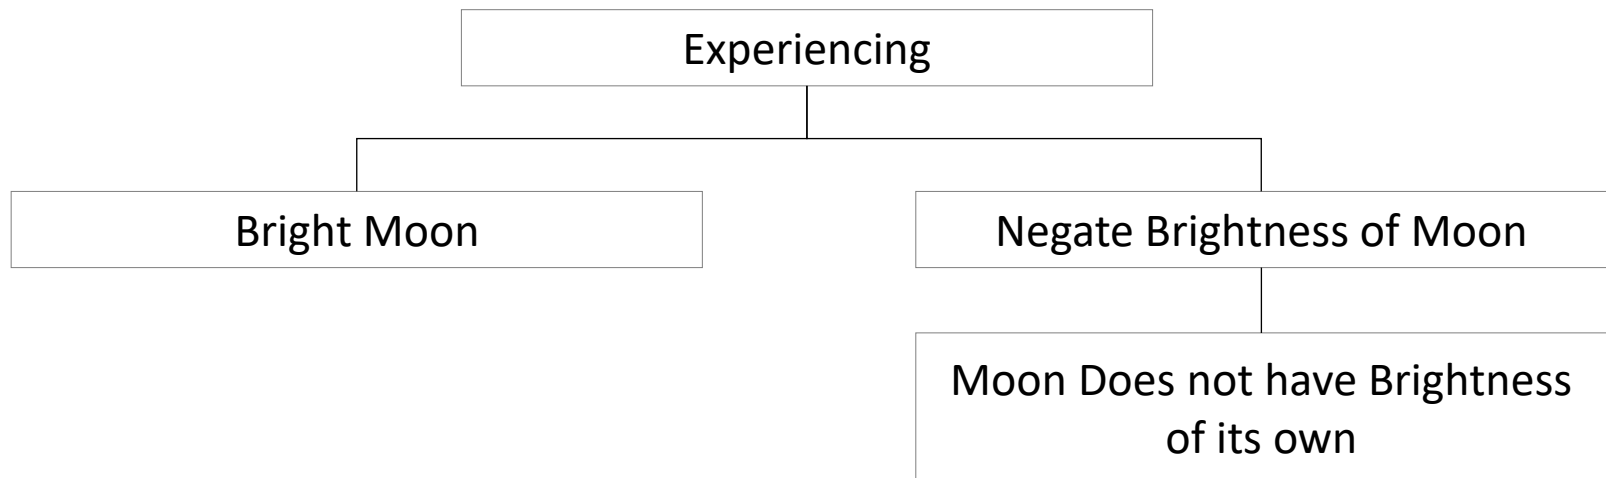 Experiencing
Bright Moon
Negate Brightness of Moon
Moon Does not have Brightness
of its own